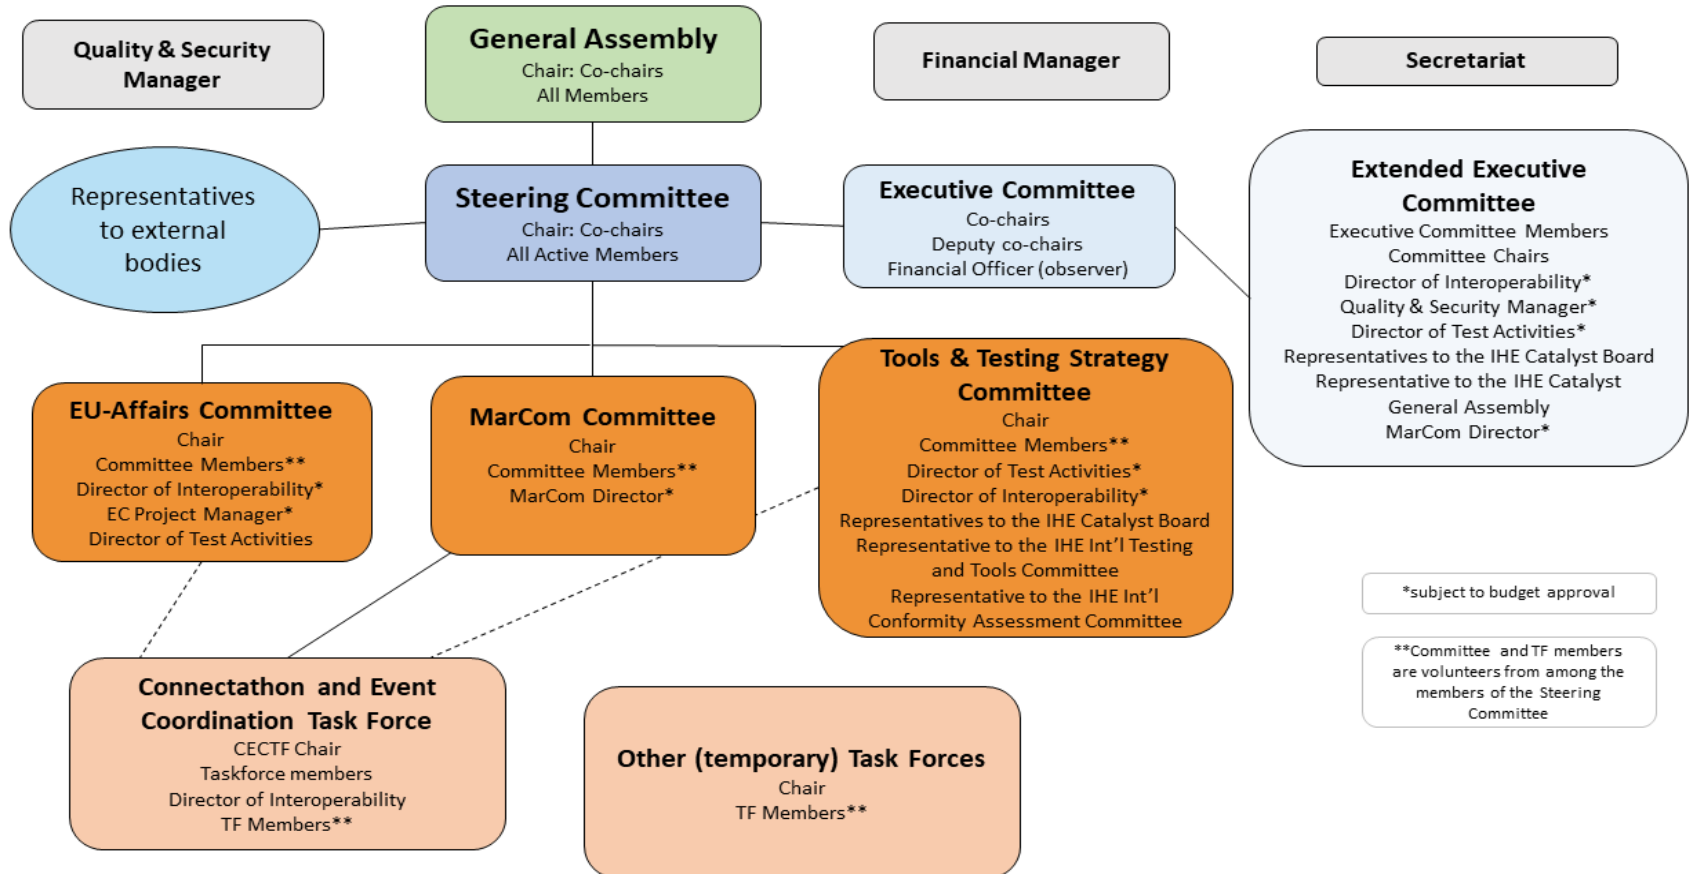 Quality & Security
Manager
General Assembly
Chair: Co-chairs
All Members
Financial Manager
Secretariat
Representatives
to external
bodies
Steering Committee
Chair: Co-chairs
All Active Members
Executive Committee
Co-chairs
Deputy co-chairs
Financial Officer (observer)
Extended Executive
Committee
Executive Committee Members
Committee Chairs
Director of Interoperability*
Quality & Security Manager*
Director of Test Activities*
Representatives to the IHE Catalyst Board
Representative to the IHE Catalyst
General Assembly
MarCom Director*
EU-Affairs Committee
Chair
Committee Members**
Director of Interoperability*
EC Project Manager*
Director of Test Activities
MarCom Committee
Chair
Committee Members**
MarCom Director*
Tools & Testing Strategy
Committee
Chair
Committee Members**
Director of Test Activities*
Director of Interoperability*
Representatives to the IHE Catalyst Board
Representative to the IHE Int’l Testing
and Tools Committee
Representative to the IHE Int’l
Conformity Assessment Committee
*subject to budget approval
**Committee and TF members
are volunteers from among the
members of the Steering
Committee
Connectathon and Event
Coordination Task Force
CECTF Chair
Taskforce members
Director of Interoperability
TF Members**
Other (temporary) Task Forces
Chair
TF Members**